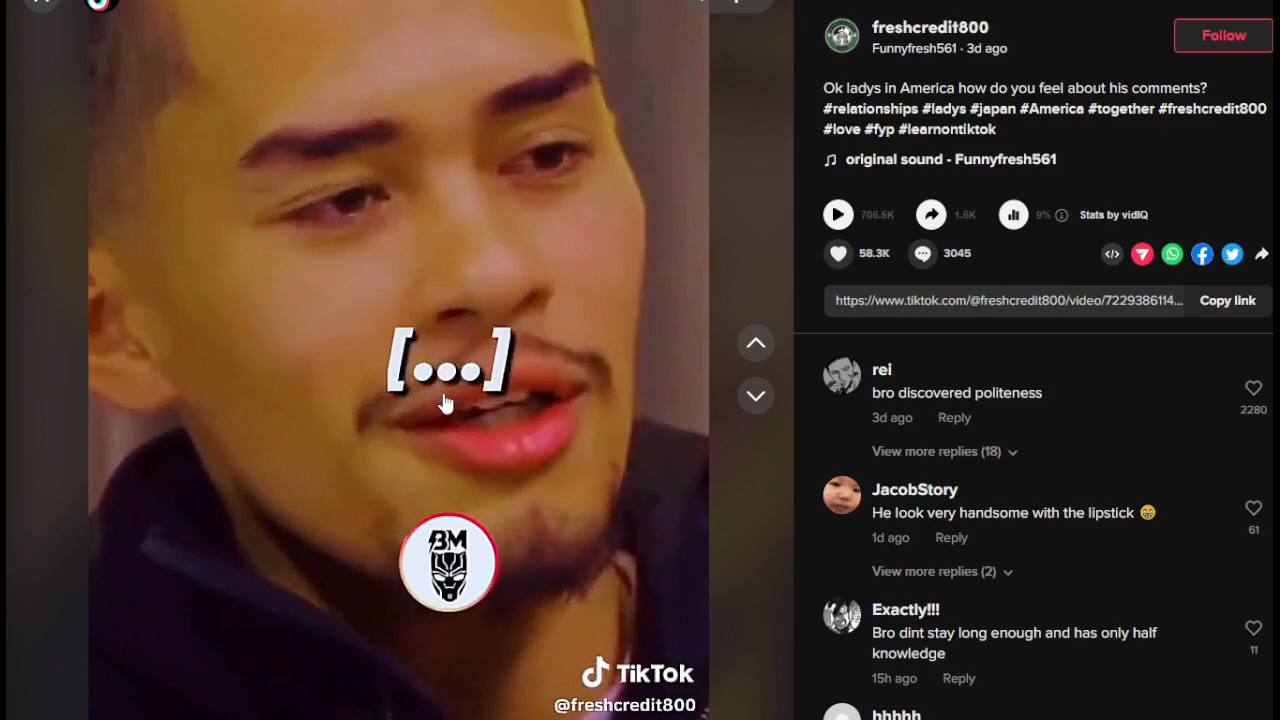 [...]
BM
TikTok
@freshcredit800
freshcredit800
Funnyfresh561 · 3d ago
Follow
Ok ladys in America how do you feel about his comments?
#relationships #ladys #japan #America #together #freshcredit800
#love #fyp #learnontiktok
original sound - Funnyfresh561
706.5K 1.6K 9% Stats by vidIQ
58.3K 3045
https://www.tiktok.com/@freshcredit800/video/7229386114... Copy link
rei
bro discovered politeness
3d ago Reply
2280
View more replies (18)
JacobStory
He look very handsome with the lipstick 😁
1d ago Reply
61
View more replies (2)
Exactly!!!
Bro dint stay long enough and has only half
knowledge
15h ago Reply
11
hhhhh